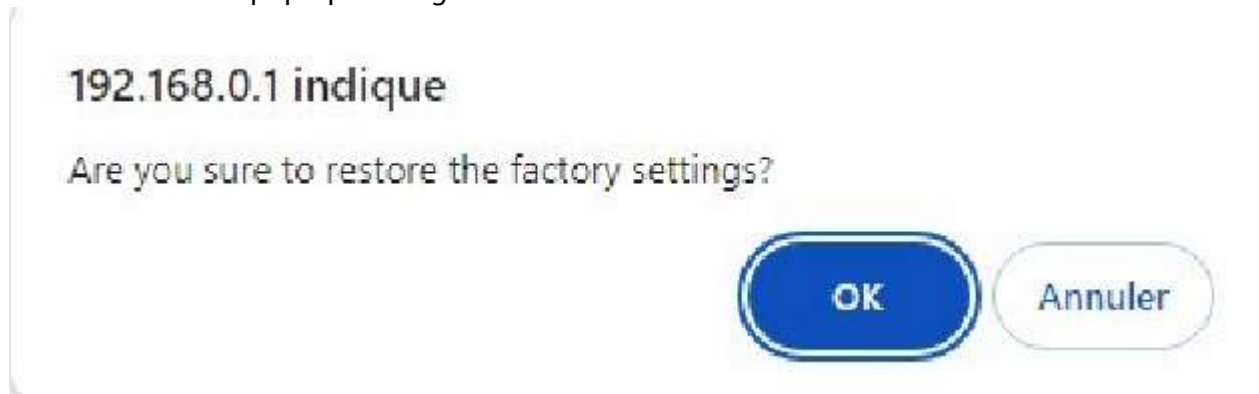 192.168.0.1 indique
Are you sure to restore the factory settings?
OK Annuler